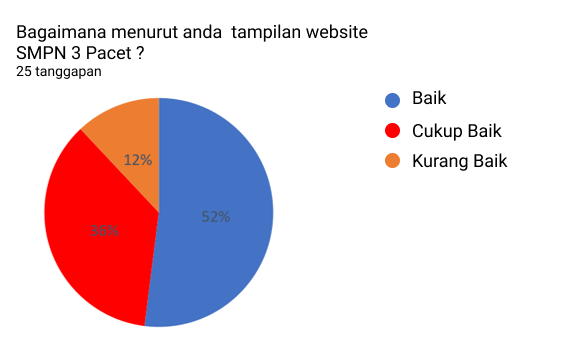 Bagaimana menurut anda  tampilan website
SMPN 3 Pacet ?
25 tanggapan
Baik
Cukup Baik
Kurang Baik
12%
52%
36%